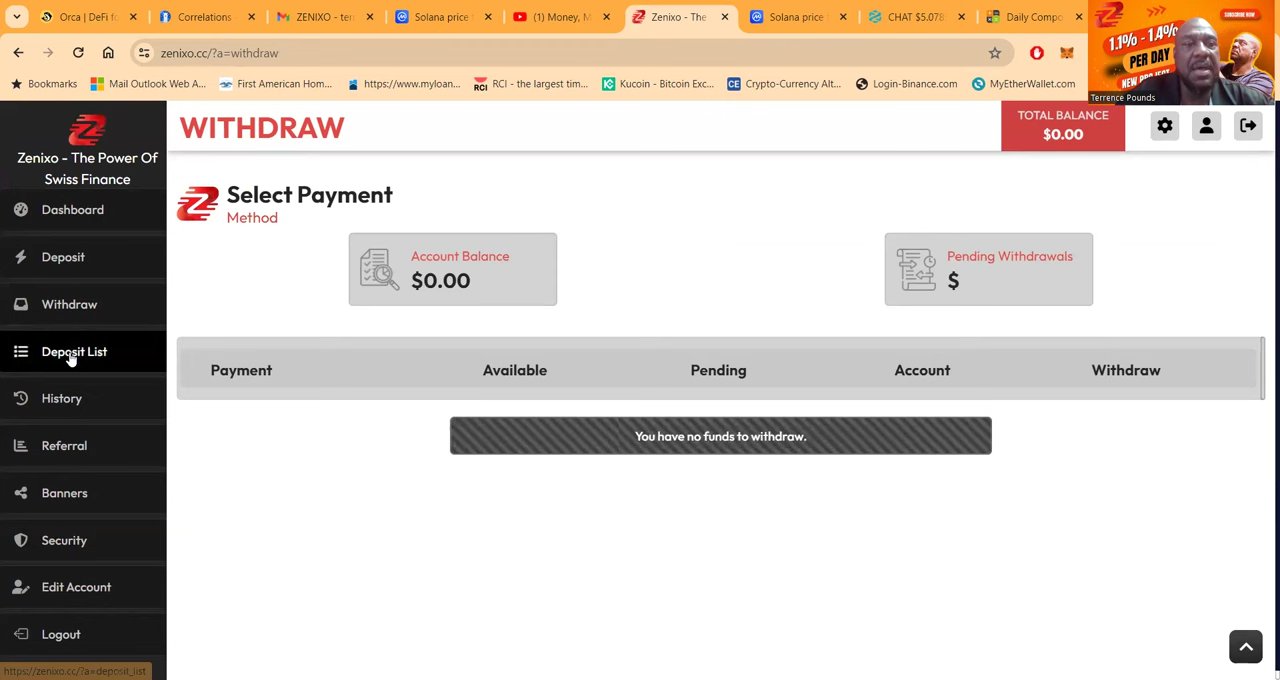 Orca | DeFi fo
Correlations
ZENIXO - ter
Solana price
(1) Money, M
Zenixo - The
Solana price
CHAT $5,078
Daily Compo
zenixo.cc/?a=withdraw
Bookmarks
Mail Outlook Web A...
First American Hom...
https://www.myloan...
RCI - the largest tim...
Kucoin - Bitcoin Exc...
Crypto-Currency Alt...
Login-Binance.com
MyEtherWallet.com
SUBSCRIBE NOW
1.1% - 1.4%
PER DAY
NEW PROJECT
Terrence Pounds
Zenixo - The Power Of
Swiss Finance
Dashboard
Deposit
Withdraw
Deposit List
History
Referral
Banners
Security
Edit Account
Logout
https://zenixo.cc/?a=deposit_list
WITHDRAW
TOTAL BALANCE
$0.00
Select Payment
Method
Account Balance
$0.00
Pending Withdrawals
$
Payment Available Pending Account Withdraw
You have no funds to withdraw.